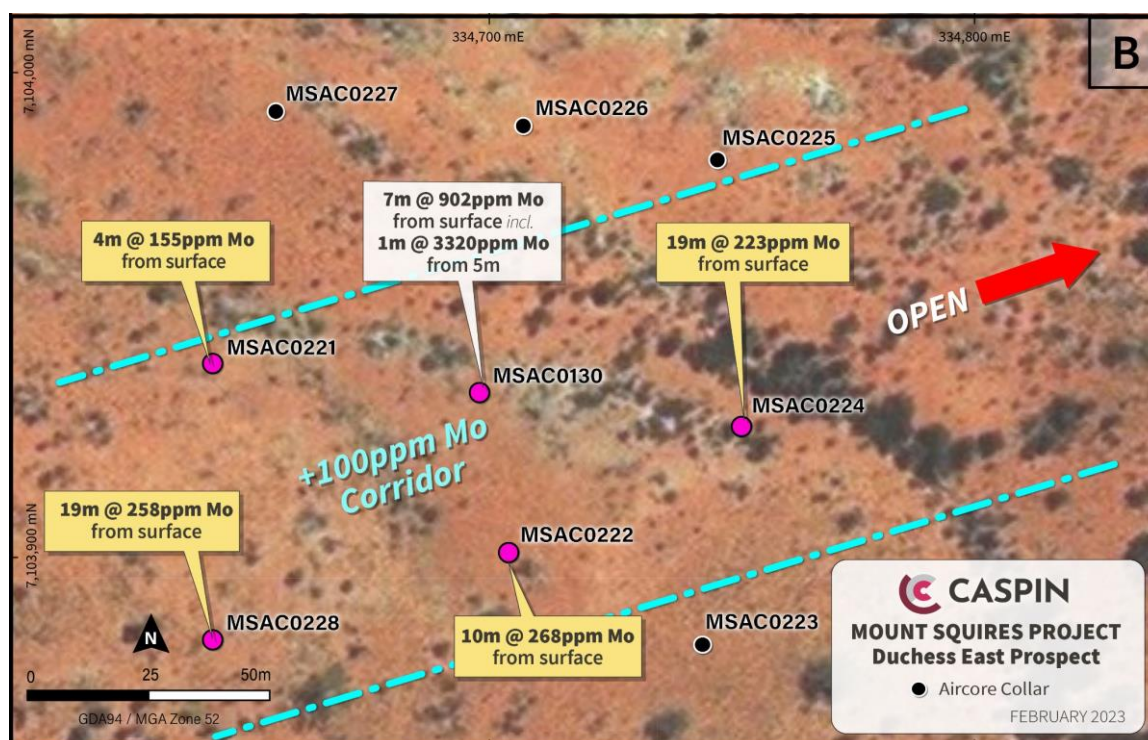 334,700 mE
334,800 mE
B
7,104,000 mN
MSAC0227
MSAC0226
MSAC0225
7m @ 902ppm Mo
from surface incl.
1m @ 3320ppm Mo
from 5m
4m @ 155ppm Mo
from surface
19m @ 223ppm Mo
from surface
OPEN
MSAC0221
MSAC0130
MSAC0224
+100ppm Mo
Corridor
19m @ 258ppm Mo
from surface
MSAC0222
7,103,900 mN
MSAC0228
10m @ 268ppm Mo
from surface
MSAC0223
N
0 25 50m
GDA94 / MGA Zone 52
CASPIN
MOUNT SQUIRES PROJECT
Duchess East Prospect
Aircore Collar
FEBRUARY 2023